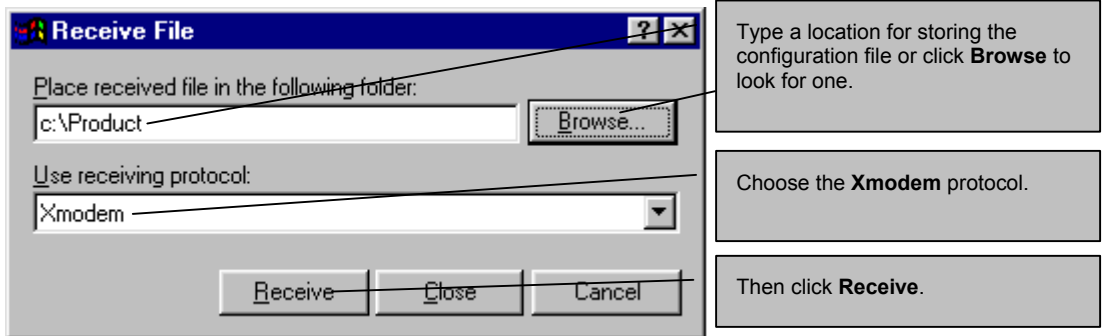 Receive File
Place received file in the following folder:
c:\Product
Browse...
Use receiving protocol:
Xmodem
Receive
Close
Cancel
Type a location for storing the
configuration file or click Browse to
look for one.
Choose the Xmodem protocol.
Then click Receive.